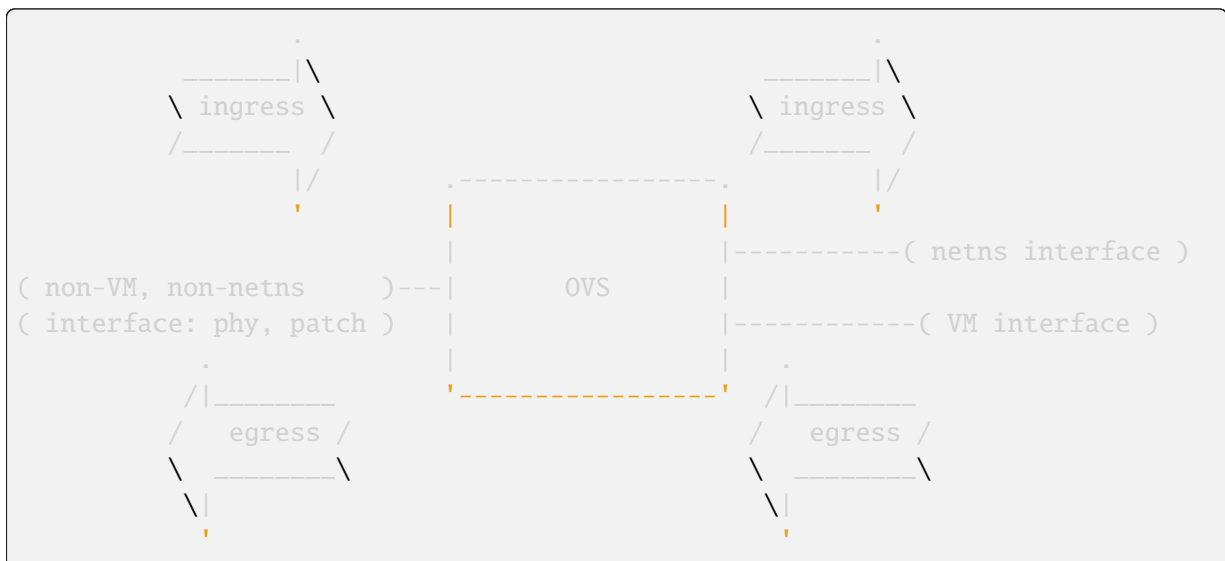 ingress ingress
( netns interface )
( non-VM, non-netns ) OVS
( interface: phy, patch ) ( VM interface )
egress egress